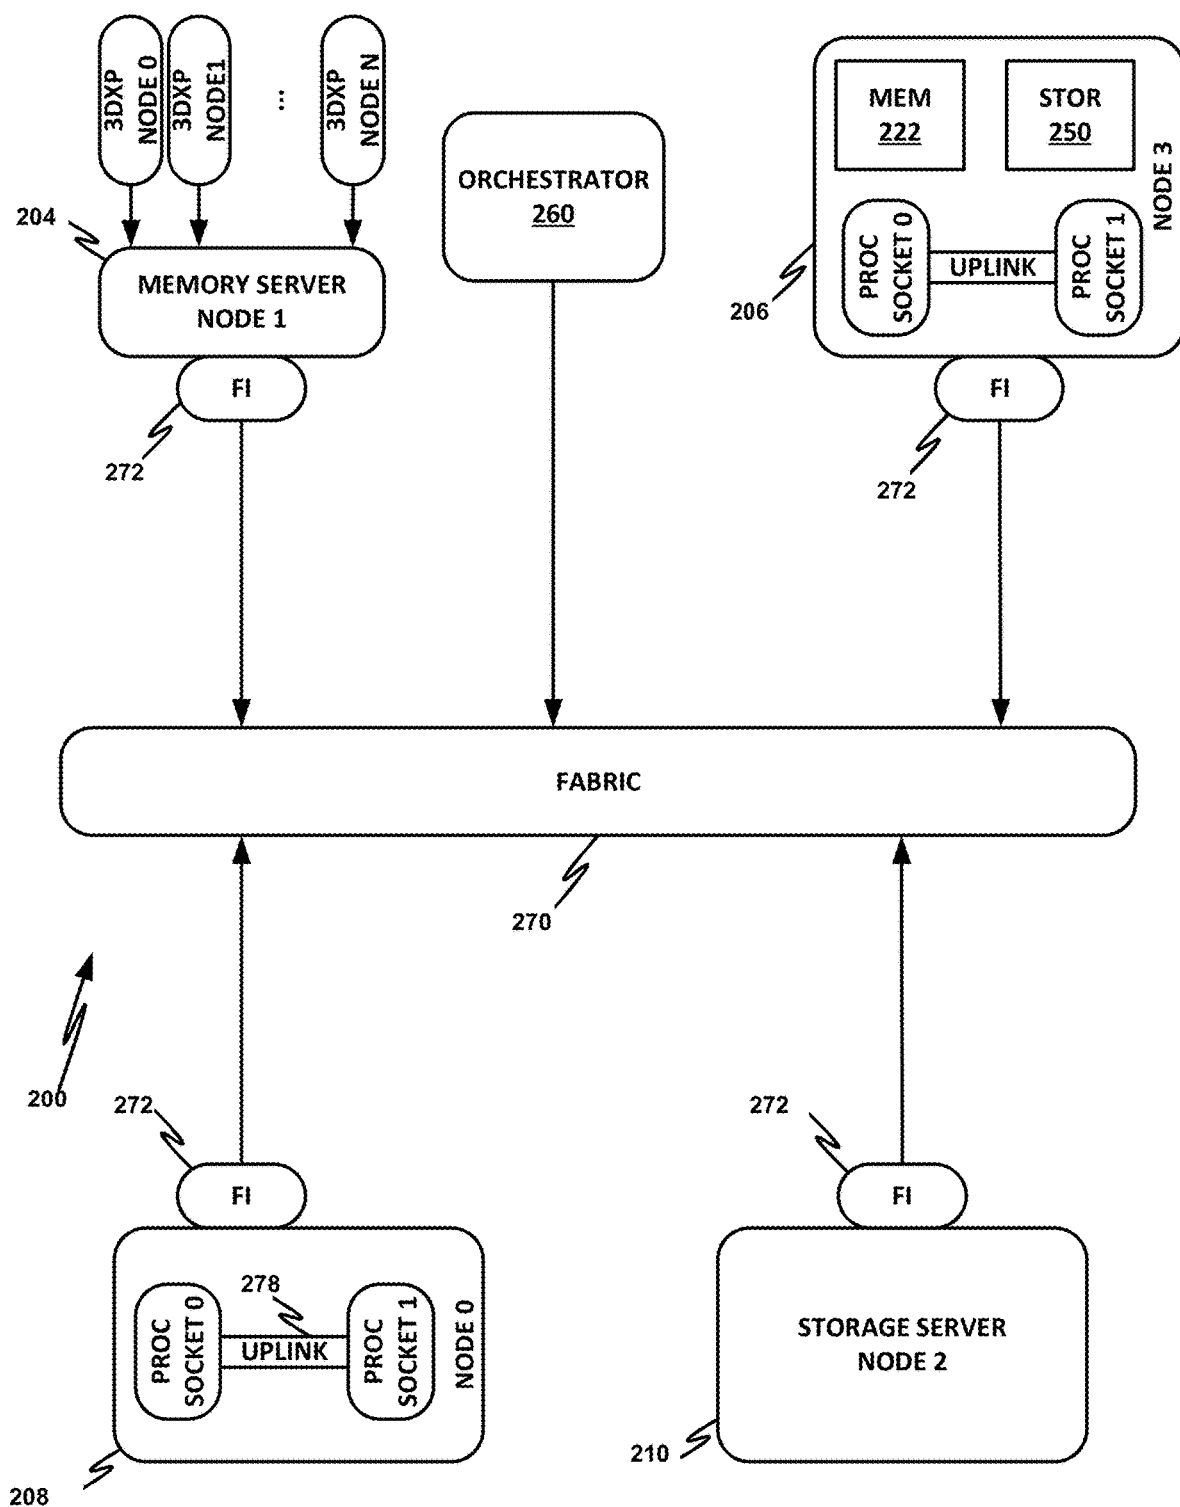 3DXP
NODE 0
3DXP
NODE1
...
3DXP
NODE N
204
MEMORY SERVER
NODE 1
FI
272
ORCHESTRATOR
260
MEM
222
STOR
250
NODE 3
PROC
SOCKET 0
UPLINK
PROC
SOCKET 1
206
FI
272
FABRIC
270
200
272
FI
278
PROC
SOCKET 0
UPLINK
PROC
SOCKET 1
NODE 0
208
272
FI
STORAGE SERVER
NODE 2
210